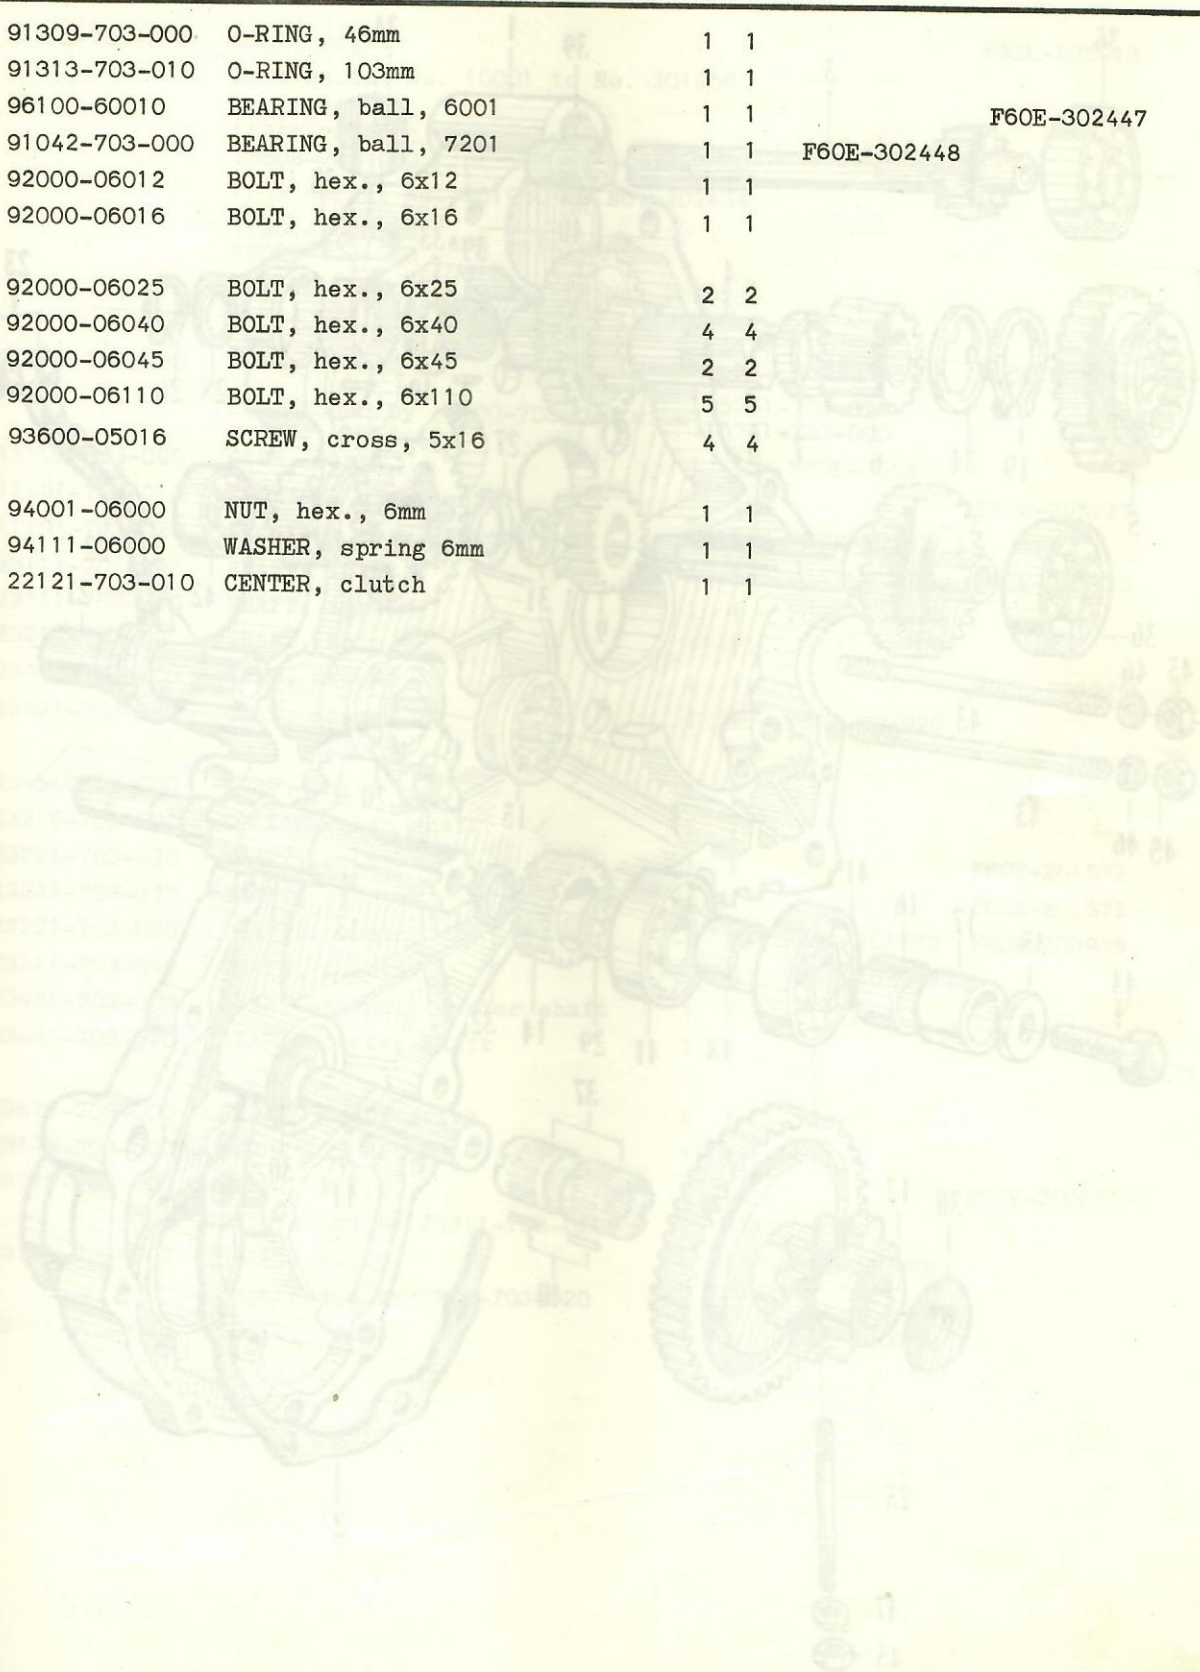 91309-703-000 O-RING, 46mm 1 1
91313-703-010 O-RING, 103mm 1 1
96100-60010 BEARING, ball, 6001 1 1 F60E-302447
91042-703-000 BEARING, ball, 7201 1 1 F60E-302448
92000-06012 BOLT, hex., 6x12 1 1
92000-06016 BOLT, hex., 6x16 1 1
92000-06025 BOLT, hex., 6x25 2 2
92000-06040 BOLT, hex., 6x40 4 4
92000-06045 BOLT, hex., 6x45 2 2
92000-06110 BOLT, hex., 6x110 5 5
93600-05016 SCREW, cross, 5x16 4 4
94001-06000 NUT, hex., 6mm 1 1
94111-06000 WASHER, spring 6mm 1 1
22121-703-010 CENTER, clutch 1 1